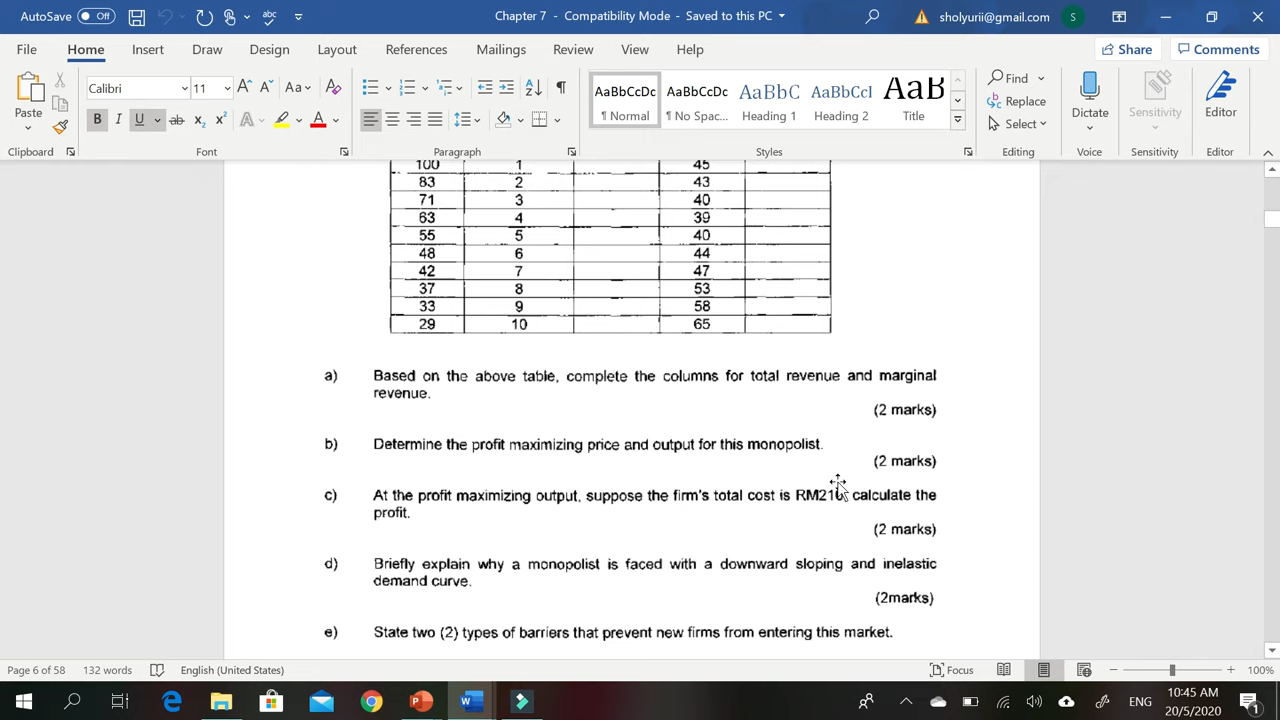 AutoSave Off
Chapter 7 - Compatibility Mode - Saved to this PC
sholyurii@gmail.com S
File Home Insert Draw Design Layout References Mailings Review View Help Share Comments
Paste
Calibri 11
AaBbCcDc ¶ Normal
AaBbCcDc ¶ No Spac...
AaBbC Heading 1
AaBbCcI Heading 2
AaB Title
Find
Replace
Select
Dictate
Sensitivity
Editor
Clipboard Font Paragraph Styles Editing Voice Sensitivity Editor
100 1 45
83 2 43
71 3 40
63 4 39
55 5 40
48 6 44
42 7 47
37 8 53
33 9 58
29 10 65
a) Based on the above table, complete the columns for total revenue and marginal
revenue.
(2 marks)
b) Determine the profit maximizing price and output for this monopolist.
(2 marks)
c) At the profit maximizing output, suppose the firm's total cost is calculate the
profit.
(2 marks)
d) Briefly explain why a monopolist is faced with a downward sloping and inelastic
demand curve.
(2marks)
e) State two (2) types of barriers that prevent new firms from entering this market.
Page 6 of 58 132 words English (United States) Focus 100%
ENG
10:45 AM
20/5/2020